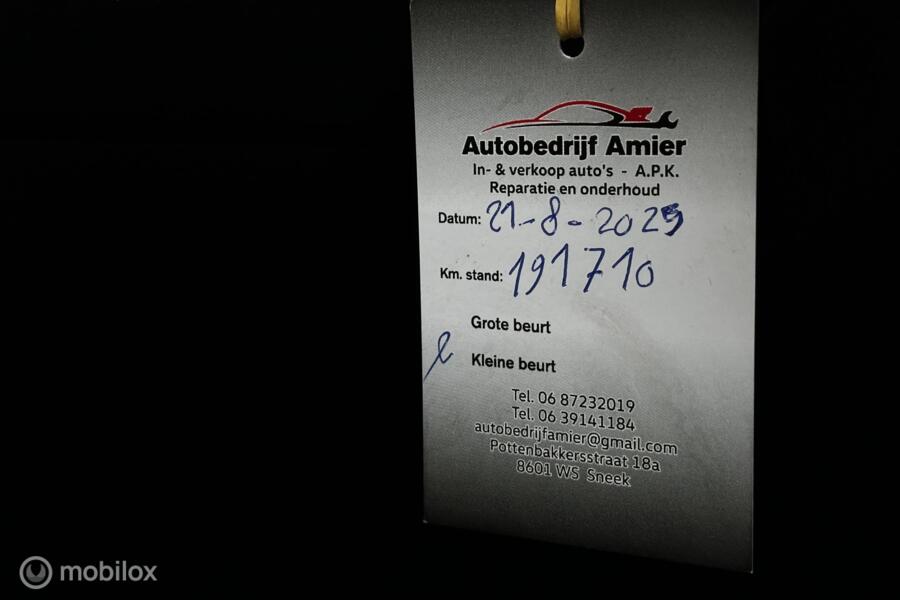 Autobedrijf Amier
In- & verkoop auto's - A.P.K.
Reparatie en onderhoud
Datum: 21-8-2025
Km. stand: 191710
Grote beurt
Kleine beurt
Tel. 06 87232019
Tel. 06 39141184
autobedrijfamier@gmail.com
Pottenbakkersstraat 18a
8601 WS Sneek
mobilox